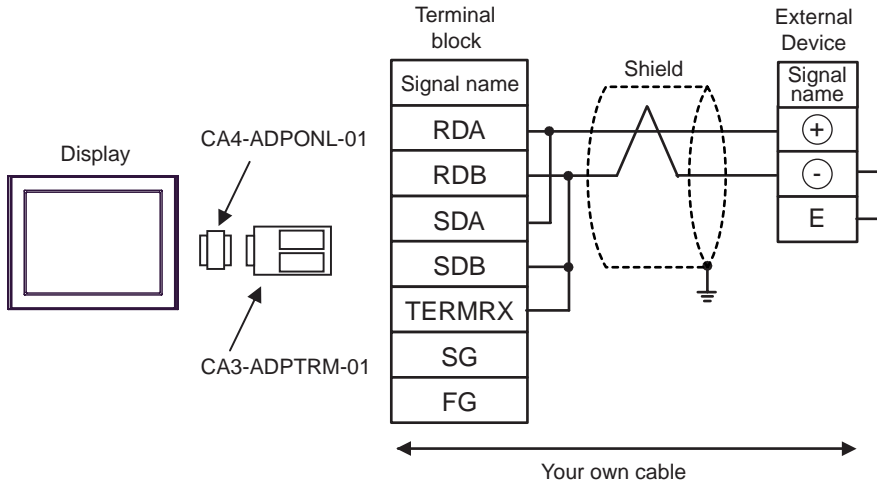 Terminal
block
External
Device
Signal name
Shield
Signal
name
RDA
+
Display
CA4-ADPONL-01
RDB
-
SDA
E
SDB
TERMRX
CA3-ADPTRM-01
SG
FG
Your own cable